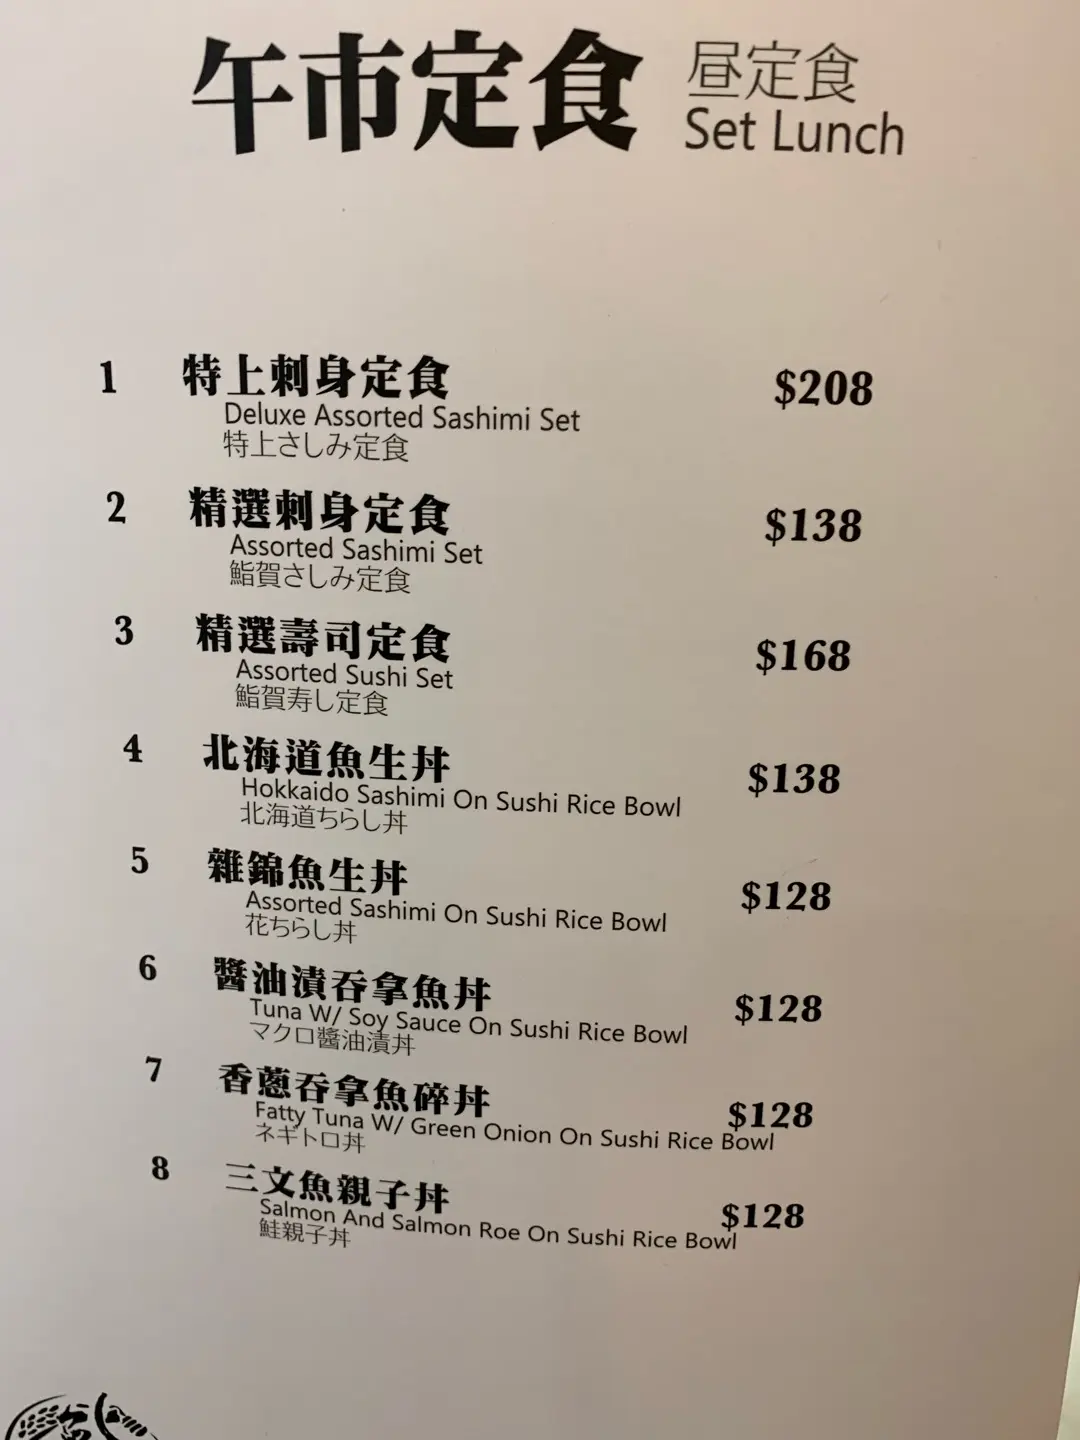 午市定食
昼定食
Set Lunch
1 特上刺身定食 $208
Deluxe Assorted Sashimi Set
特上さしみ定食
2 精選刺身定食 $138
Assorted Sashimi Set
鮨賀さしみ定食
3 精選壽司定食 $168
Assorted Sushi Set
鮨賀寿し定食
4 北海道魚生丼 $138
Hokkaido Sashimi On Sushi Rice Bowl
北海道ちらし丼
5 雜錦魚生丼 $128
Assorted Sashimi On Sushi Rice Bowl
花ちらし丼
6 醬油漬吞拿魚丼 $128
Tuna W/ Soy Sauce On Sushi Rice Bowl
マクロ醬油漬丼
7 香蔥吞拿魚碎丼 $128
Fatty Tuna W/ Green Onion On Sushi Rice Bowl
ネギトロ丼
8 三文魚親子丼 $128
Salmon And Salmon Roe On Sushi Rice Bowl
鮭親子丼